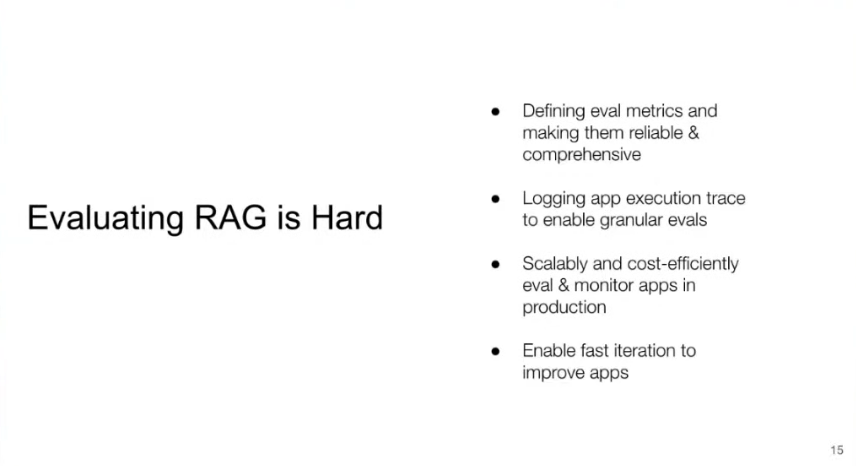 Evaluating RAG is Hard
● Defining eval metrics and
making them reliable &
comprehensive
● Logging app execution trace
to enable granular evals
● Scalably and cost-efficiently
eval & monitor apps in
production
● Enable fast iteration to
improve apps
15